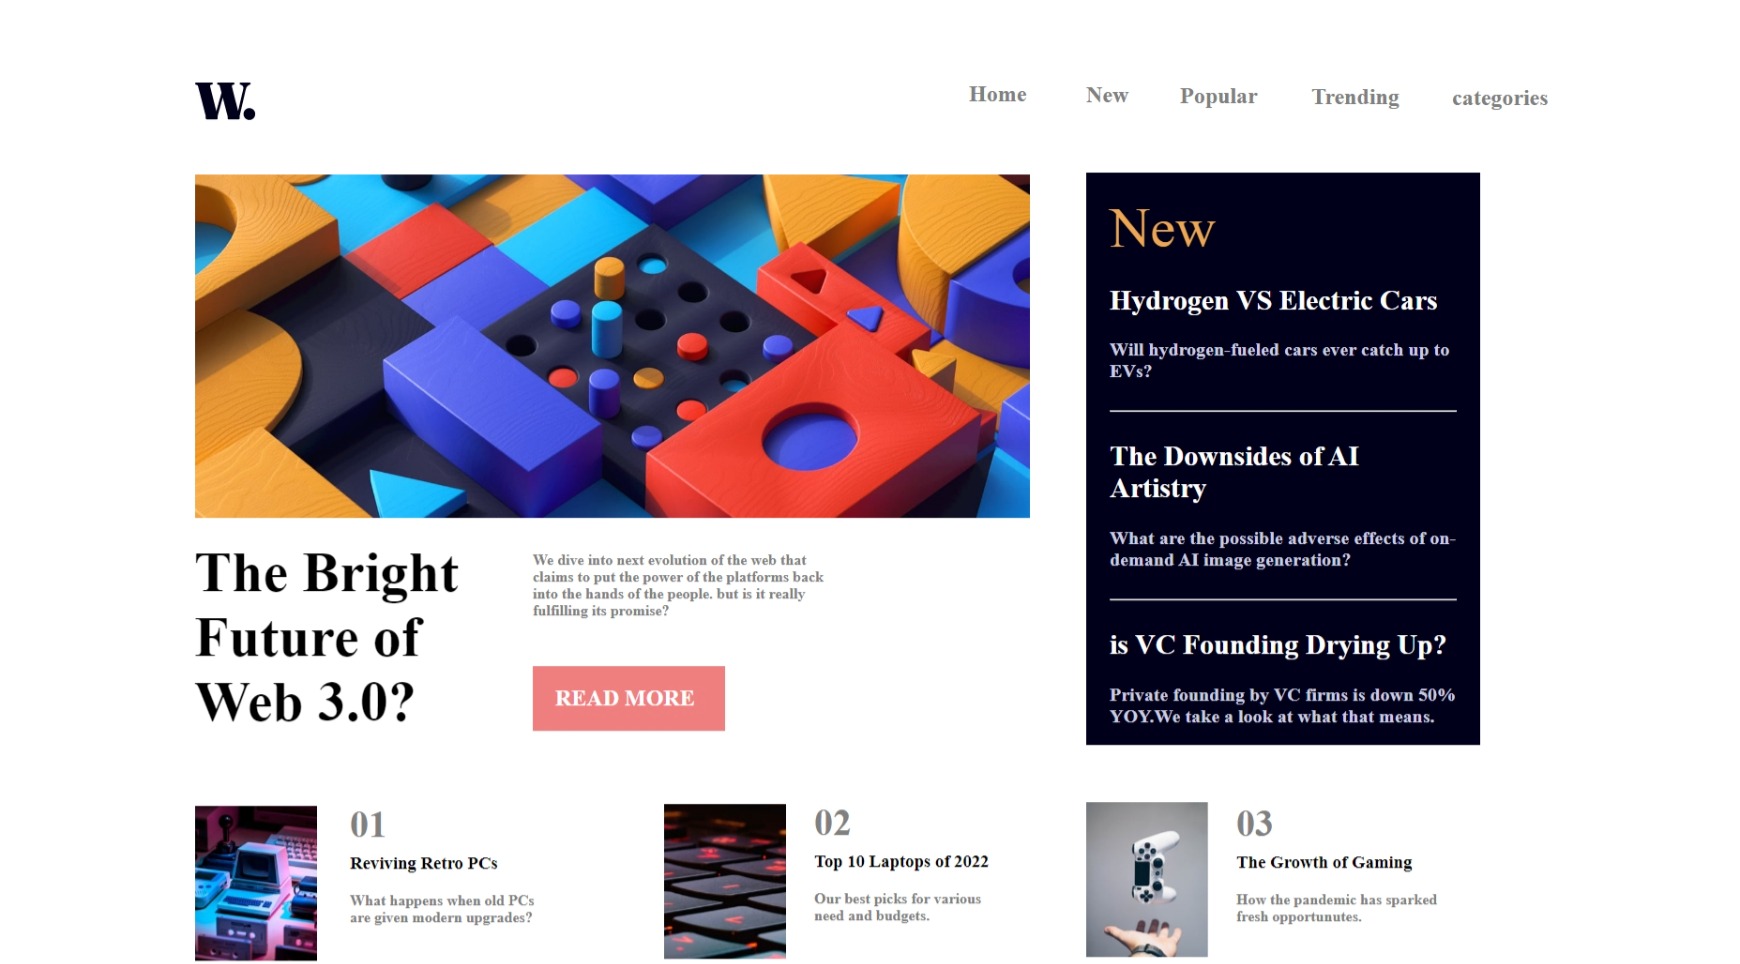 W.
Home New Popular Trending categories
New
Hydrogen VS Electric Cars
Will hydrogen-fueled cars ever catch up to
EVs?
The Downsides of AI
Artistry
What are the possible adverse effects of on-
demand AI image generation?
is VC Founding Drying Up?
Private founding by VC firms is down 50%
YOY.We take a look at what that means.
The Bright
Future of
Web 3.0?
We dive into next evolution of the web that
claims to put the power of the platforms back
into the hands of the people. but is it really
fulfilling its promise?
READ MORE
01
Reviving Retro PCs
What happens when old PCs
are given modern upgrades?
02
Top 10 Laptops of 2022
Our best picks for various
need and budgets.
03
The Growth of Gaming
How the pandemic has sparked
fresh opportunutes.